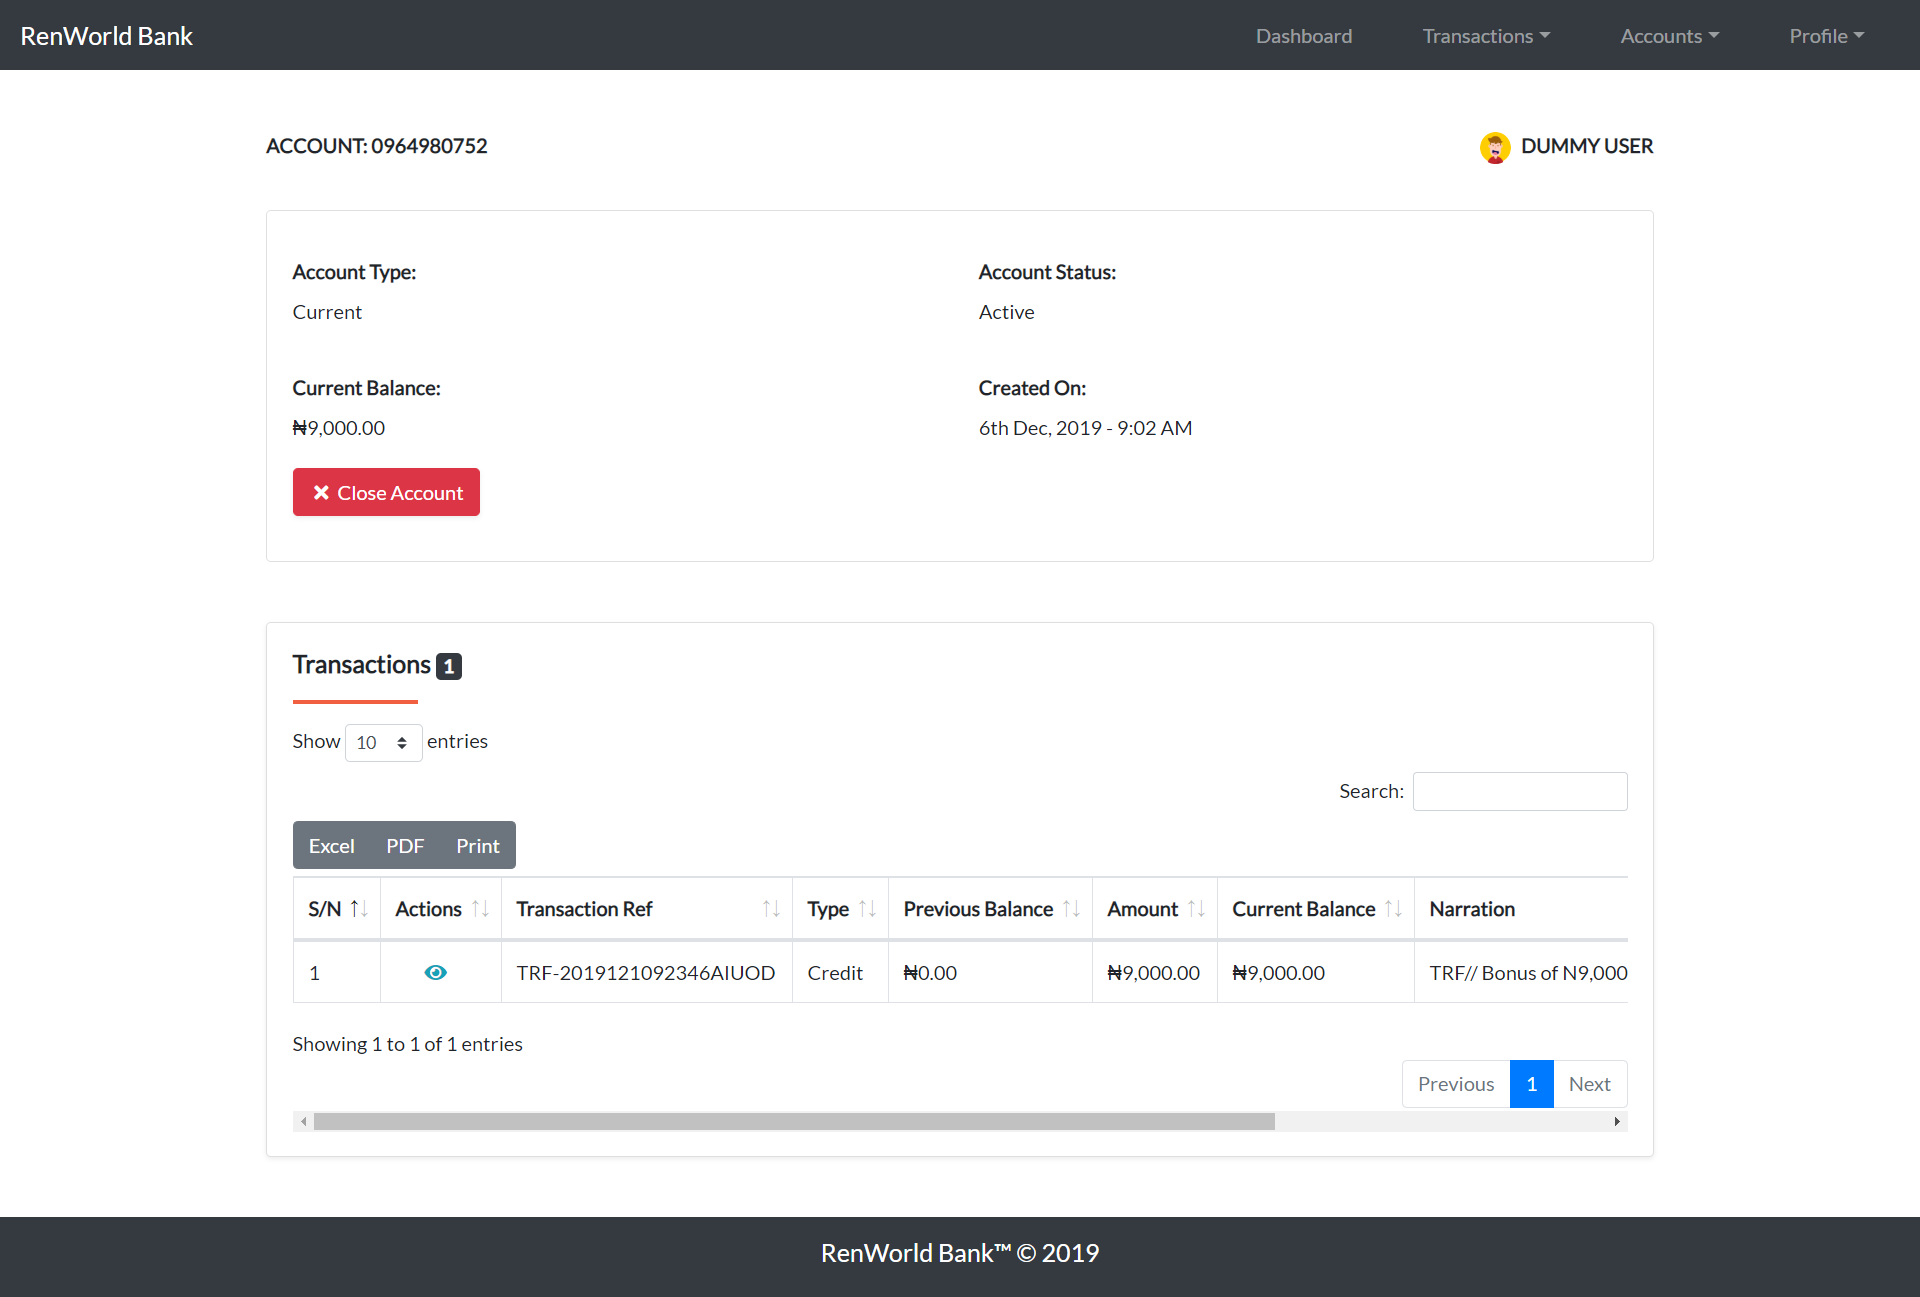 RenWorld Bank Dashboard Transactions Accounts Profile
ACCOUNT: 0964980752 DUMMY USER
Account Type: Account Status:
Current Active
Current Balance: Created On:
₦9,000.00 6th Dec, 2019 - 9:02 AM
Close Account
Transactions 1
Show 10 entries
Search:
Excel PDF Print
S/N Actions Transaction Ref Type Previous Balance Amount Current Balance Narration
1 TRF-2019121092346AIUOD Credit ₦0.00 ₦9,000.00 ₦9,000.00 TRF// Bonus of N9,000
Showing 1 to 1 of 1 entries
Previous 1 Next
RenWorld Bank™ © 2019